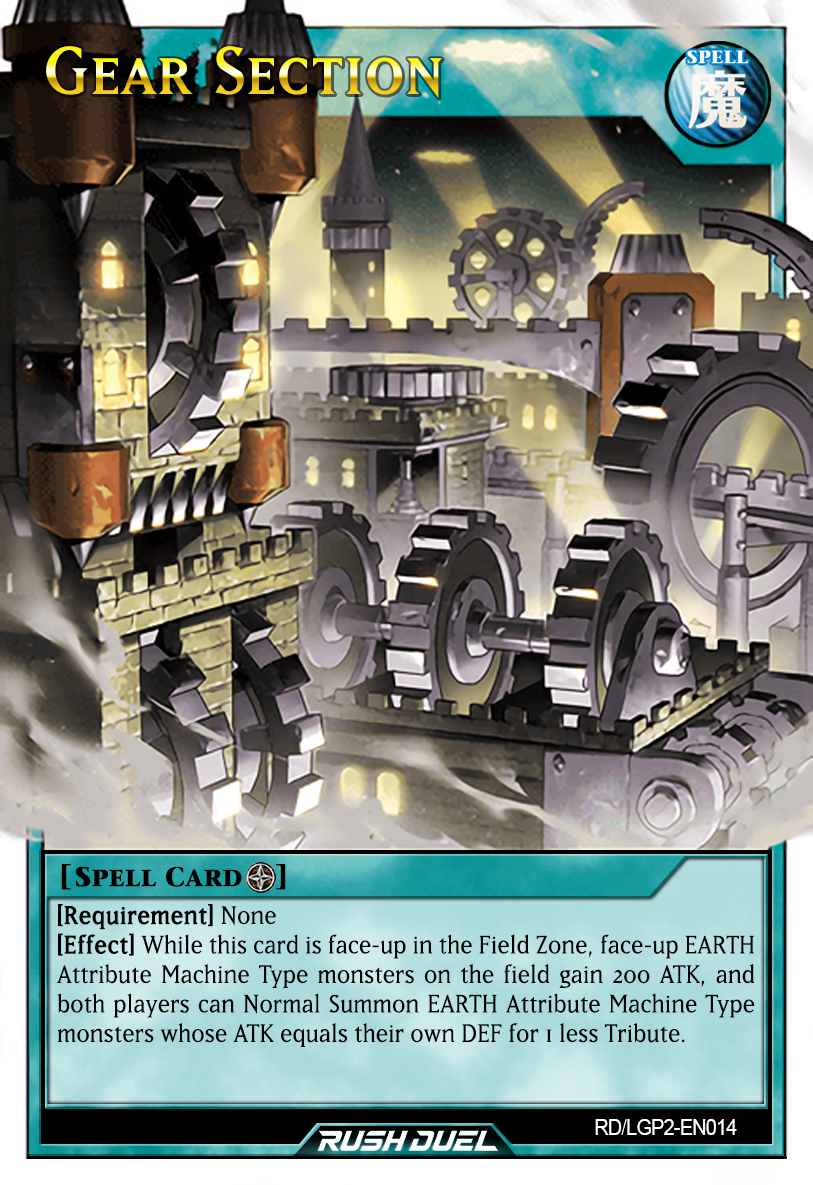 GEAR SECTION
SPELL
魔
[SPELL CARD]
[Requirement] None
[Effect] While this card is face-up in the Field Zone, face-up EARTH
Attribute Machine Type monsters on the field gain 200 ATK, and
both players can Normal Summon EARTH Attribute Machine Type
monsters whose ATK equals their own DEF for 1 less Tribute.
RD/LGP2-EN014
RUSH DUEL